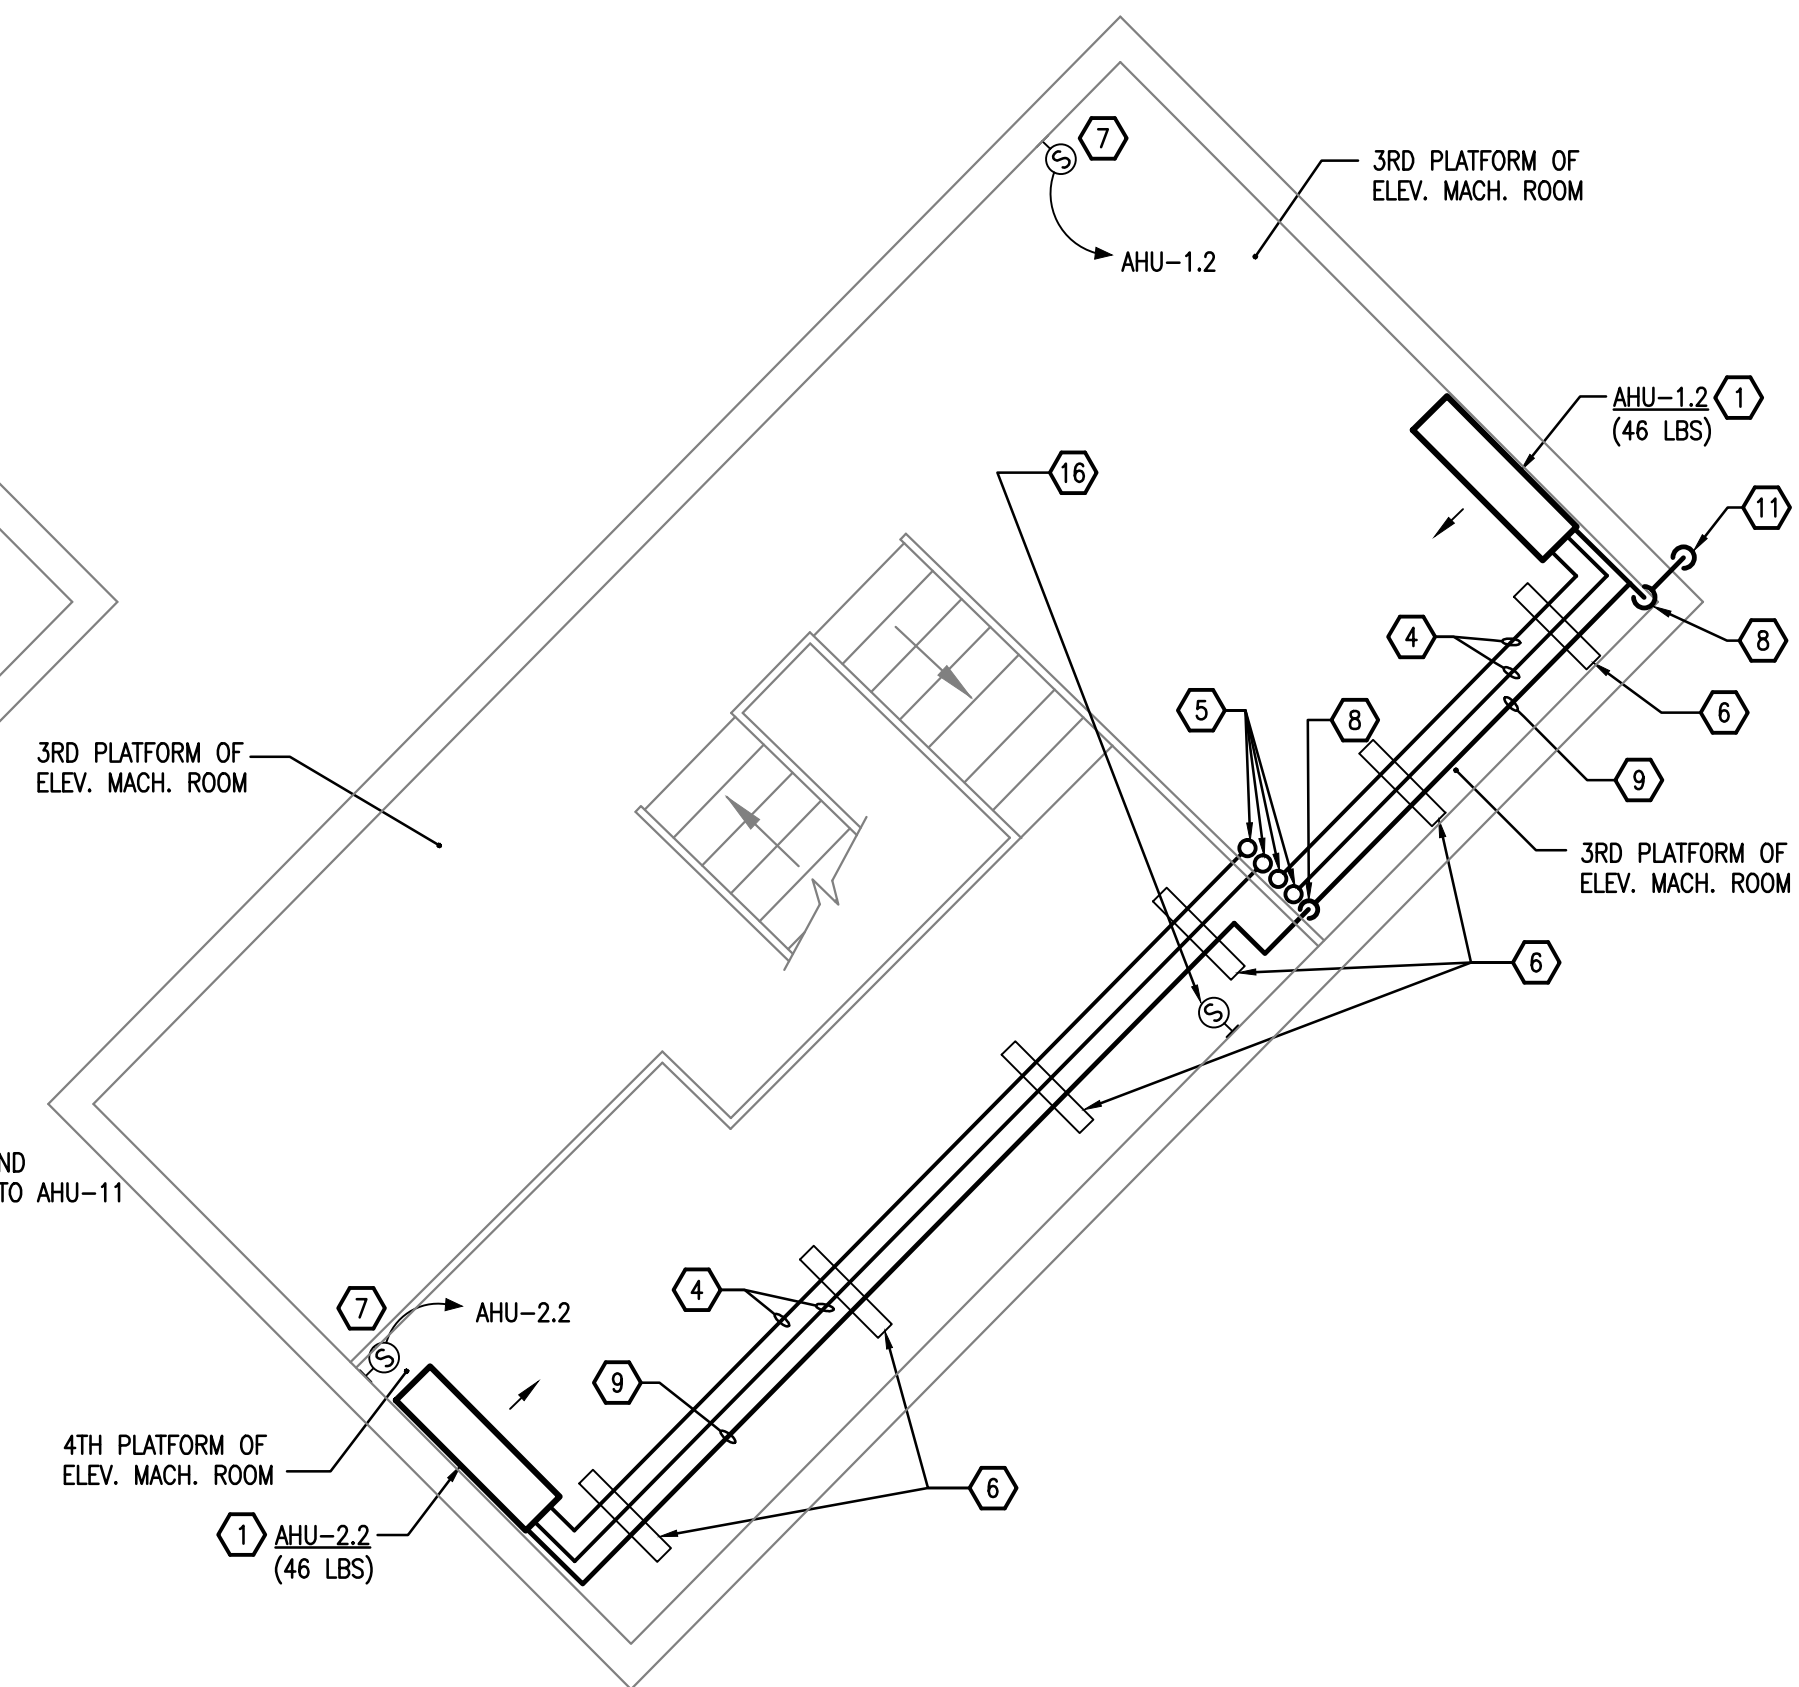 7
S
3RD PLATFORM OF
ELEV. MACH. ROOM
AHU-1.2
AHU-1.2
1
(46 LBS)
16
11
4
8
5
8
6
3RD PLATFORM OF
ELEV. MACH. ROOM
9
3RD PLATFORM OF
ELEV. MACH. ROOM
6
S
ND
TO AHU-11
4
7
AHU-2.2
S
9
4TH PLATFORM OF
ELEV. MACH. ROOM
6
1
AHU-2.2
(46 LBS)